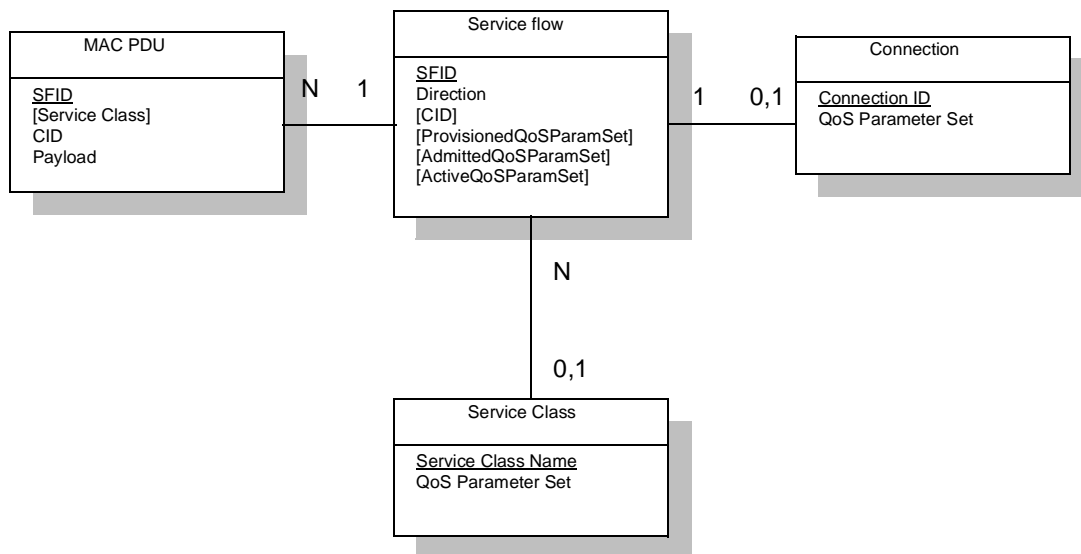 MAC PDU
SFID
[Service Class]
CID
Payload
N 1
Service flow
SFID
Direction
[CID]
[ProvisionedQoSParamSet]
[AdmittedQoSParamSet]
[ActiveQoSParamSet]
1 0,1
Connection
Connection ID
QoS Parameter Set
N
0,1
Service Class
Service Class Name
QoS Parameter Set